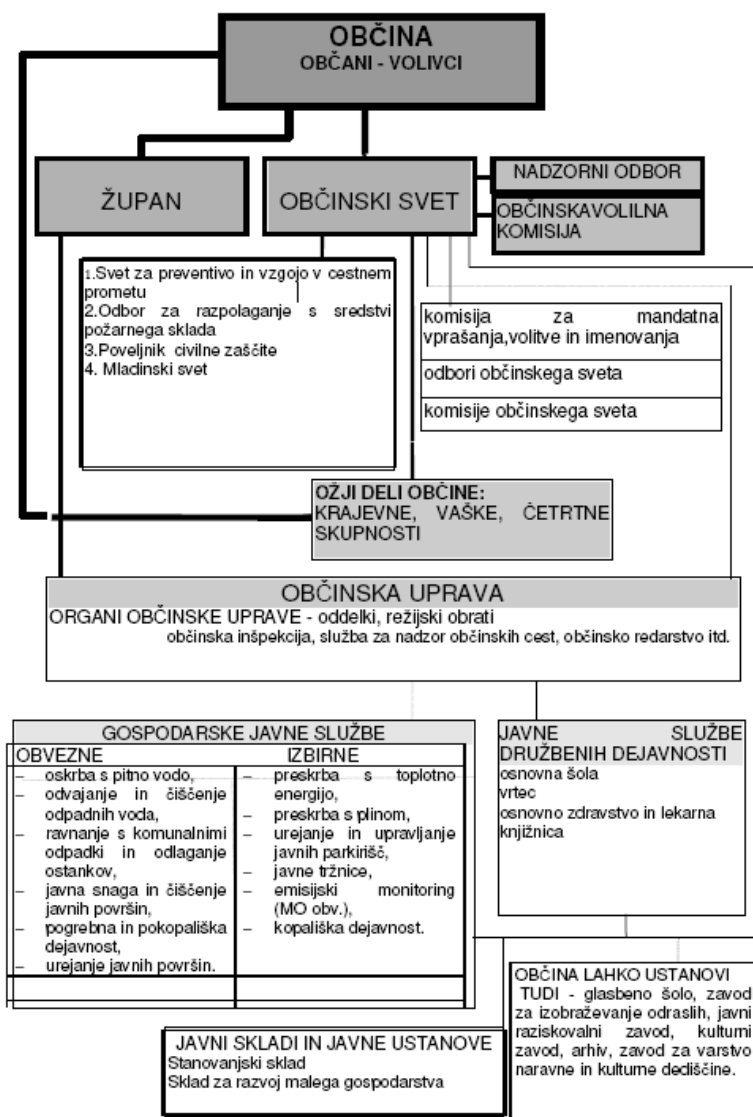 OBČINA
OBČANI - VOLIVCI
ŽUPAN
OBČINSKI SVET
NADZORNI ODBOR
OBČINSKAVOLILNA
KOMISIJA
1.Svet za preventivo in vzgojo v cestnem
prometu
2.Odbor za razpolaganje s sredstvi
požarnega sklada
3.Poveljnik civilne zaščite
4. Mladinski svet
komisija za mandatna
vprašanja,volitve in imenovanja
odbori občinskega sveta
komisije občinskega sveta
OŽJI DELI OBČINE:
KRAJEVNE, VAŠKE, ČETRTNE
SKUPNOSTI
OBČINSKA UPRAVA
ORGANI OBČINSKE UPRAVE - oddelki, režijski obrati
občinska inšpekcija, služba za nadzor občinskih cest, občinsko redarstvo itd.
GOSPODARSKE JAVNE SLUŽBE
OBVEZNE
– oskrba s pitno vodo,
– odvajanje in čiščenje
odpadnih voda,
– ravnanje s komunalnimi
odpadki in odlaganje
ostankov,
– javna snaga in čiščenje
javnih površin,
– pogrebna in pokopališka
dejavnost,
– urejanje javnih površin.
IZBIRNE
– preskrba s toplotno
energijo,
– preskrba s plinom,
– urejanje in upravljanje
javnih parkirišč,
– javne tržnice,
– emisijski monitoring
(MO obv.),
– kopališka dejavnost.
JAVNE SLUŽBE
DRUŽBENIH DEJAVNOSTI
osnovna šola
vrtec
osnovno zdravstvo in lekarna
knjižnica
OBČINA LAHKO USTANOVI
TUDI - glasbeno šolo, zavod
za izobraževanje odraslih, javni
raziskovalni zavod, kulturni
zavod, arhiv, zavod za varstvo
naravne in kulturne dediščine.
JAVNI SKLADI IN JAVNE USTANOVE
Stanovanjski sklad
Sklad za razvoj malega gospodarstva